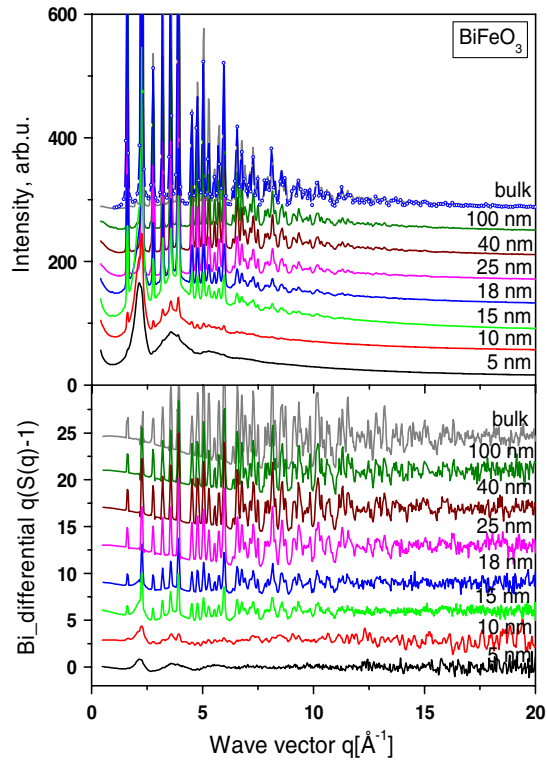 BiFeO3
600
400
200
0
Intensity, arb.u.
bulk
100 nm
40 nm
25 nm
18 nm
15 nm
10 nm
5 nm
25
20
15
10
5
0
Bi_differential q(S(q)-1)
bulk
100 nm
40 nm
25 nm
18 nm
15 nm
10 nm
5 nm
0 5 10 15 20
Wave vector q[Å-1]